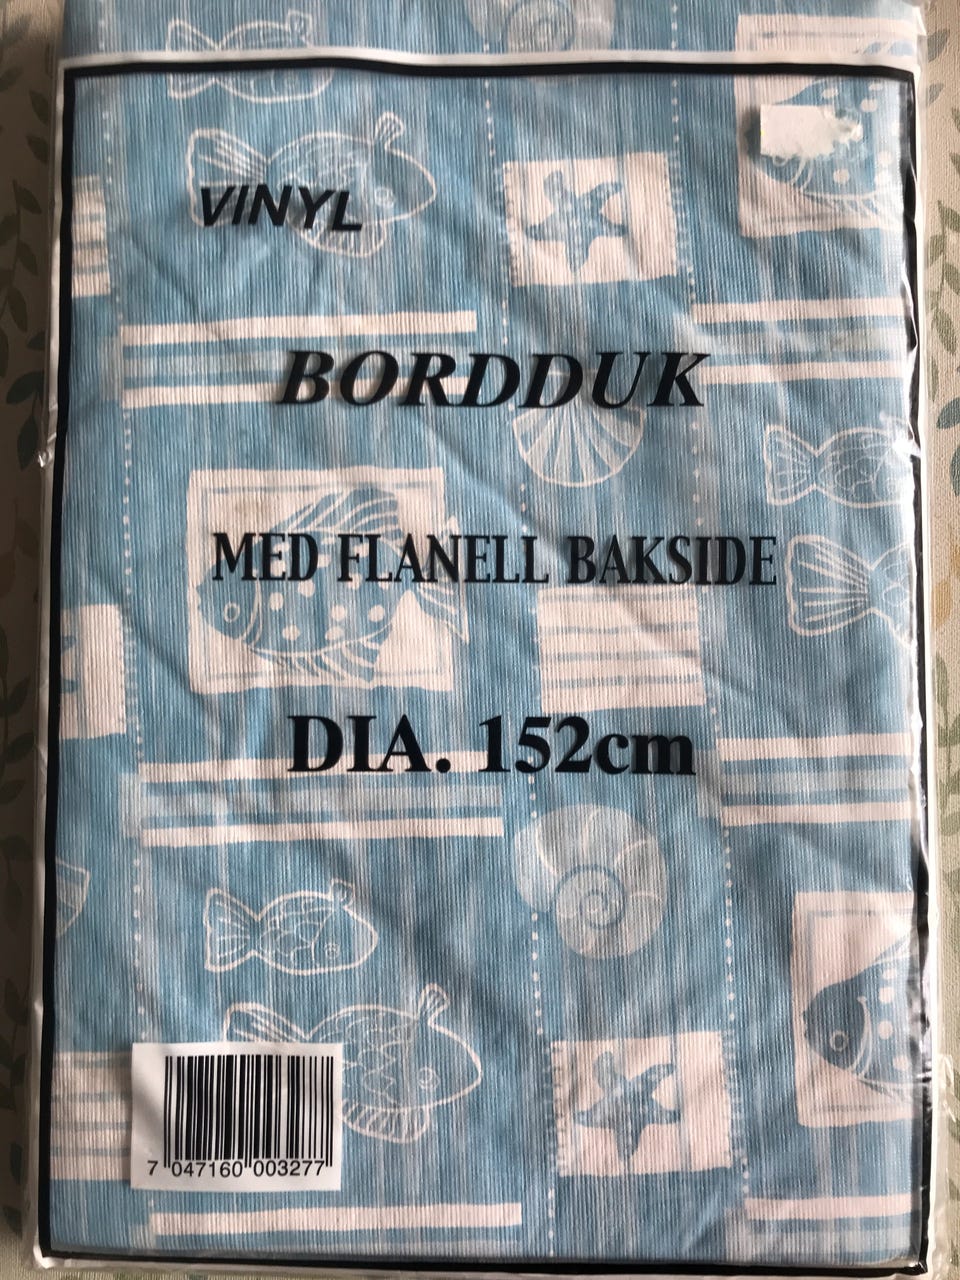 VINYL
BORDDUK
MED FLANELL BAKSIDE
DIA. 152cm
7 047160 003277